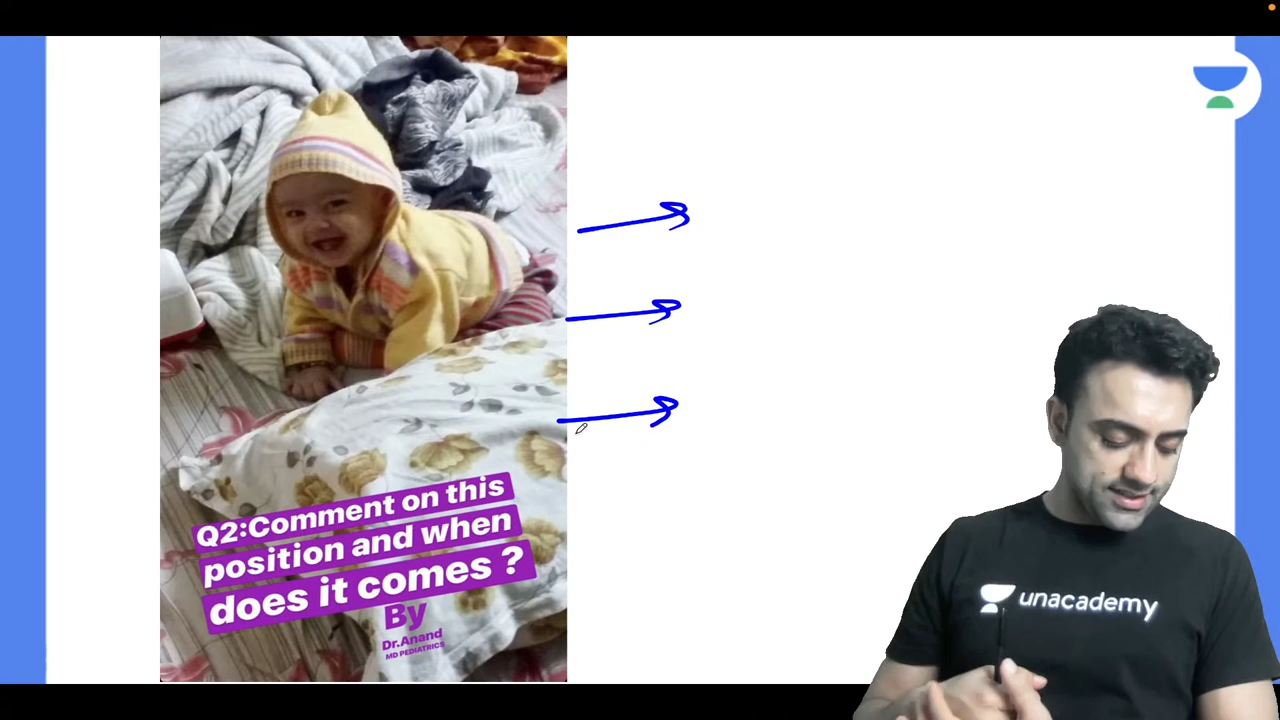 Q2:Comment on this
position and when
does it comes ?
By
Dr.Anand
MD PEDIATRICS
unacademy